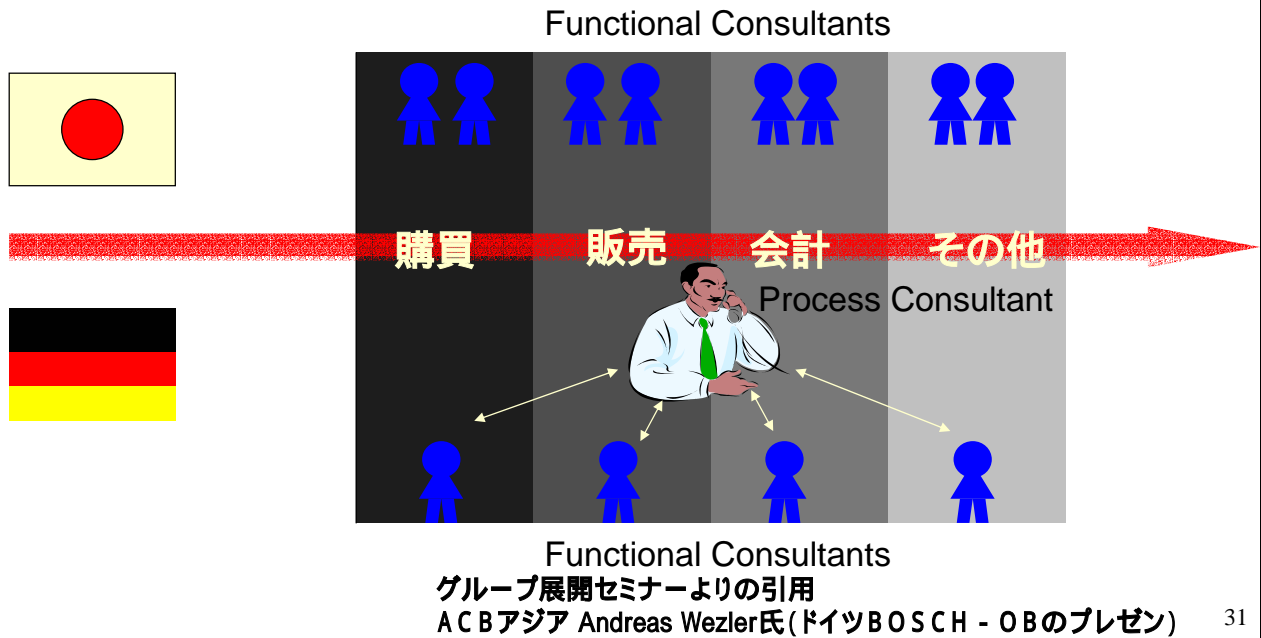 Functional Consultants
購買 販売 会計 その他
Process Consultant
Functional Consultants
グループ展開セミナーよりの引用
ACBアジア Andreas Wezler氏(ドイツBOSCH-OBのプレゼン)
31